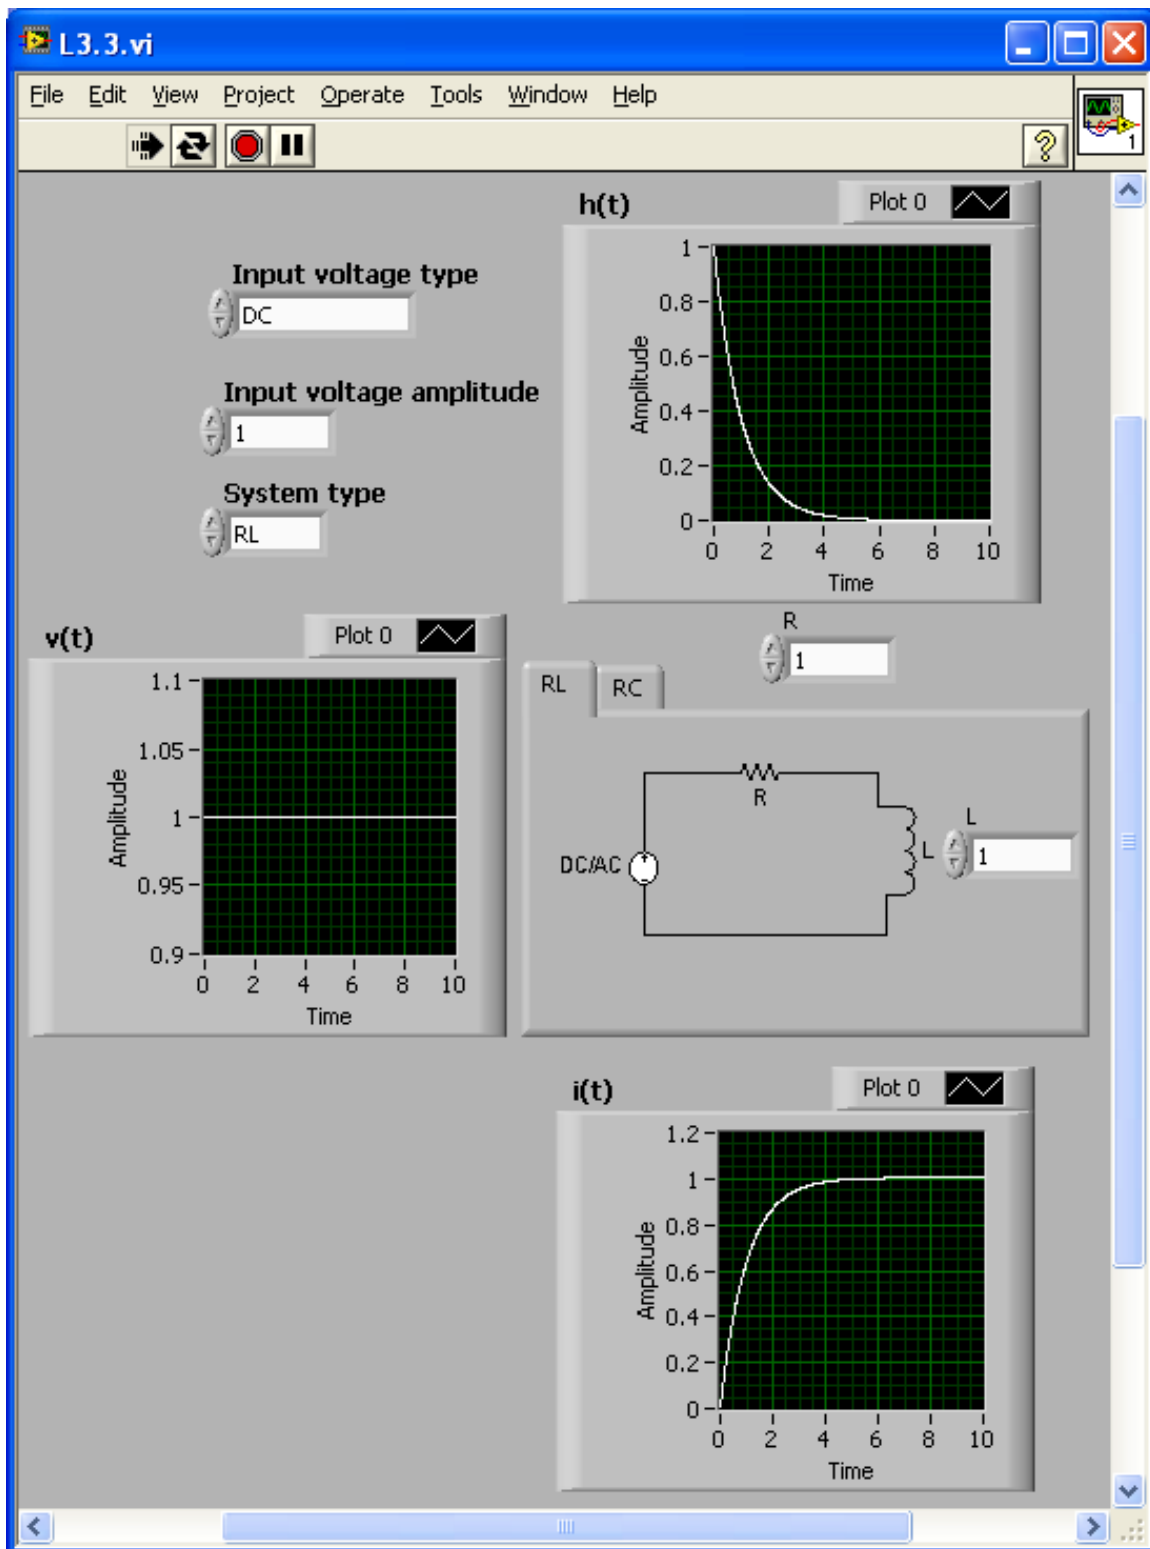 L3.3.vi
File Edit View Project Operate Tools Window Help
1
h(t)
Plot 0
Input voltage type
DC
Input voltage amplitude
1
System type
RL
Amplitude
1
0.8
0.6
0.4
0.2
0
0 2 4 6 8 10
Time
v(t)
Plot 0
Amplitude
1.1
1.05
1
0.95
0.9
0 2 4 6 8 10
Time
R
1
RL RC
R
DC/AC
L
L
1
i(t)
Plot 0
Amplitude
1.2
1
0.8
0.6
0.4
0.2
0
0 2 4 6 8 10
Time